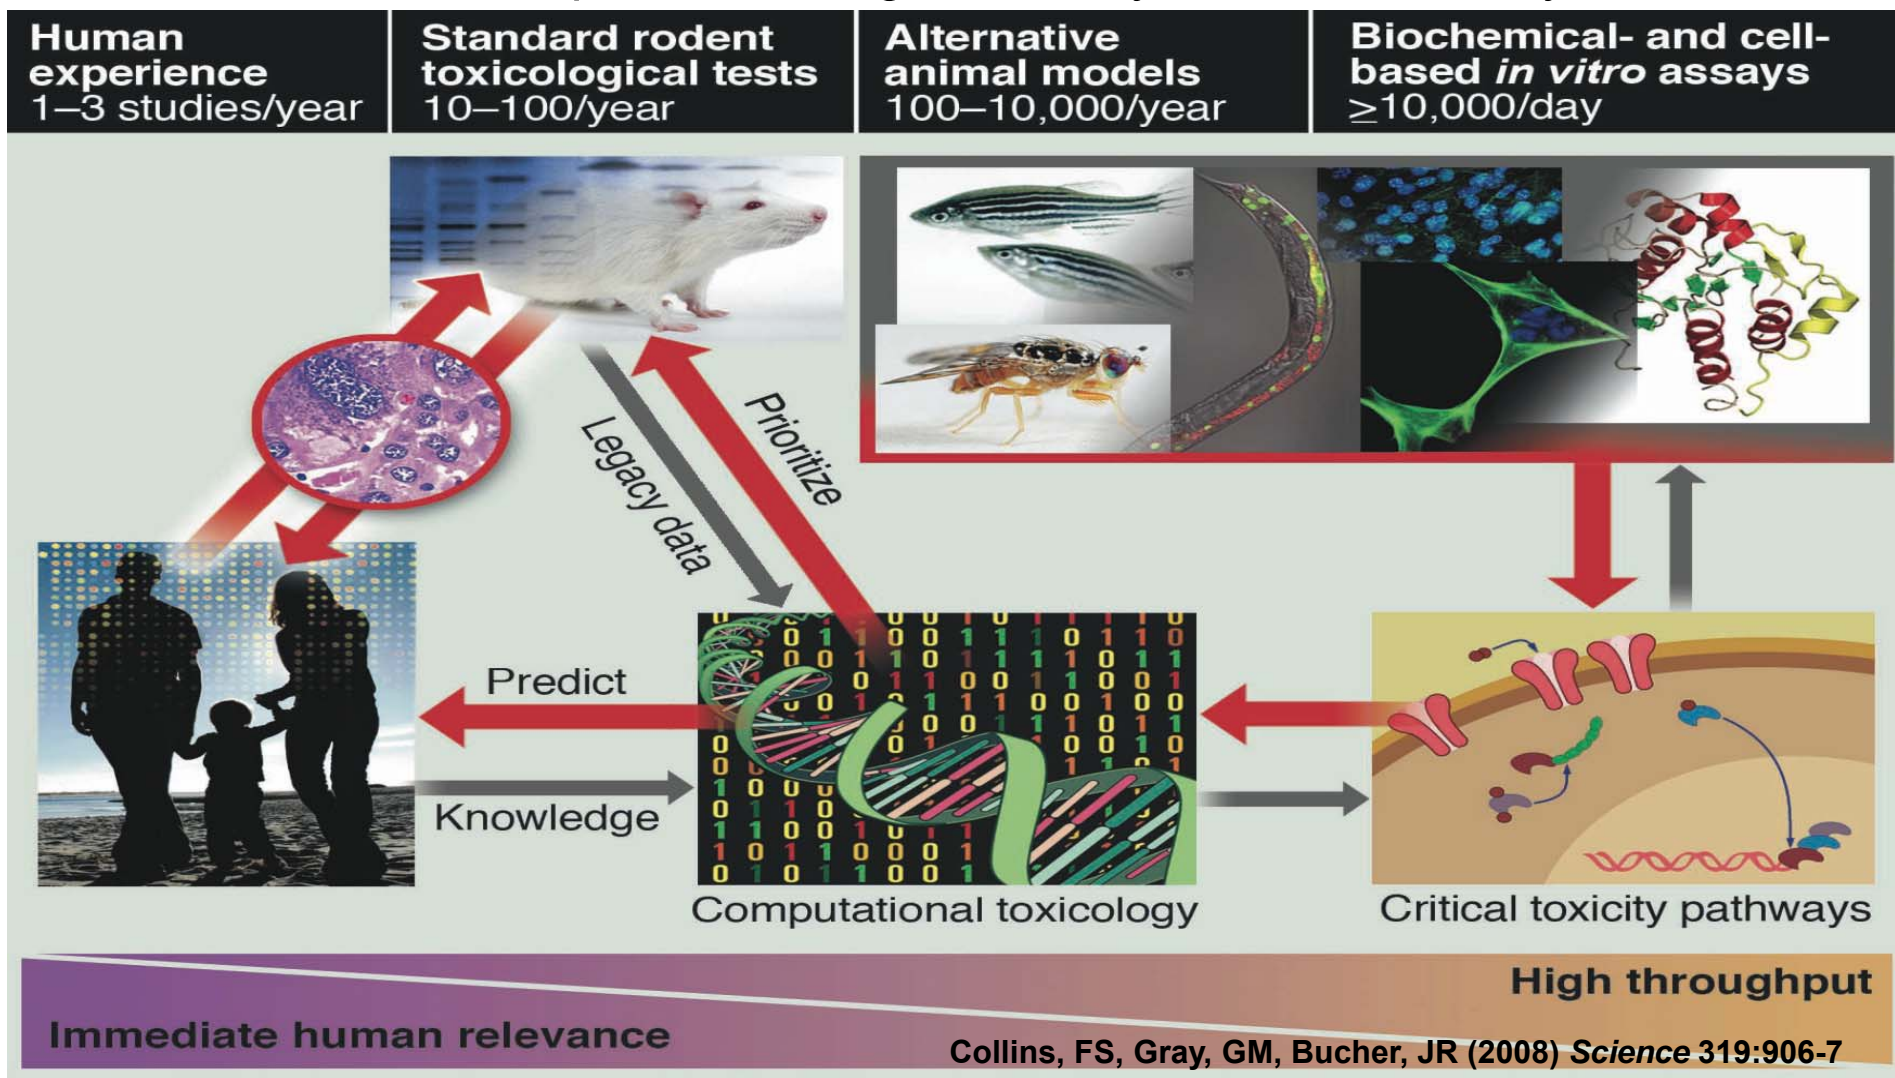 Human
experience
1–3 studies/year
Standard rodent
toxicological tests
10–100/year
Alternative
animal models
100–10,000/year
Biochemical- and cell-
based in vitro assays
≥10,000/day
Prioritize
Legacy data
Predict
Knowledge
Computational toxicology
Critical toxicity pathways
High throughput
Immediate human relevance
Collins, FS, Gray, GM, Bucher, JR (2008) Science 319:906-7